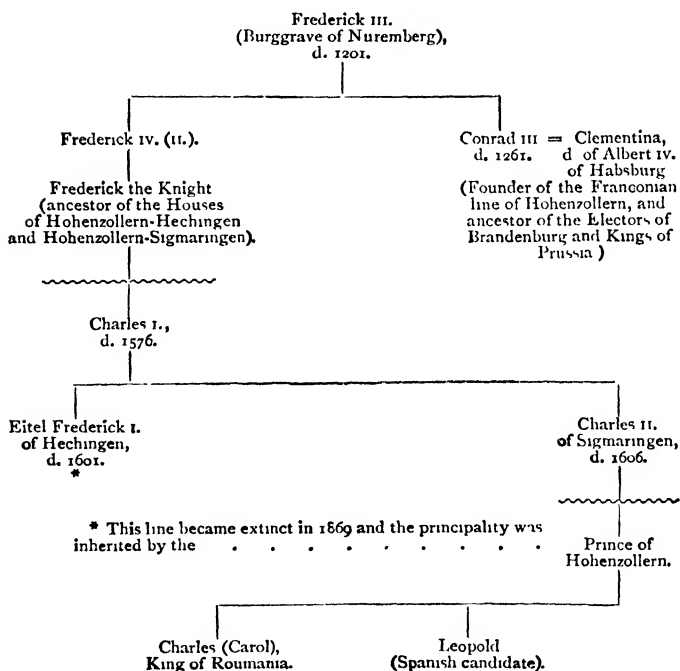 Frederick III.
(Burggrave of Nuremberg),
d. 1201.
Frederick IV. (II.).
Conrad III = Clementina,
d. 1261. d of Albert IV.
of Habsburg
(Founder of the Franconian
line of Hohenzollern, and
ancestor of the Electors of
Brandenburg and Kings of
Prussia )
Frederick the Knight
(ancestor of the Houses
of Hohenzollern-Hechingen
and Hohenzollern-Sigmaringen).
Charles I.,
d. 1576.
Eitel Frederick I.
of Hechingen,
d. 1601.
*
Charles II.
of Sigmaringen,
d. 1606.
* This line became extinct in 1869 and the principality was
inherited by the . . . . . . . . .
Prince of
Hohenzollern.
Charles (Carol),
King of Roumania.
Leopold
(Spanish candidate).